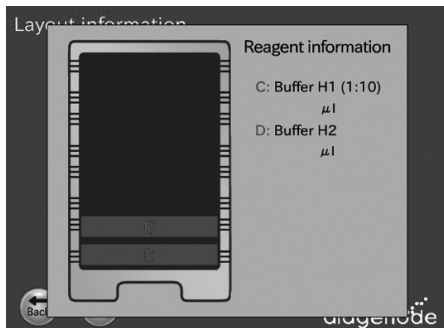 Layout information
Reagent information
C: Buffer H1 (1:10)
μl
D: Buffer H2
μl
C
Back
diagenode